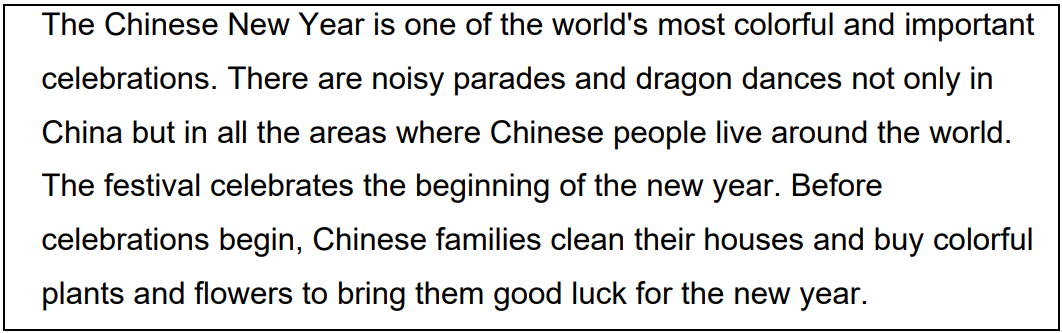 The Chinese New Year is one of the world's most colorful and important
celebrations. There are noisy parades and dragon dances not only in
China but in all the areas where Chinese people live around the world.
The festival celebrates the beginning of the new year. Before
celebrations begin, Chinese families clean their houses and buy colorful
plants and flowers to bring them good luck for the new year.